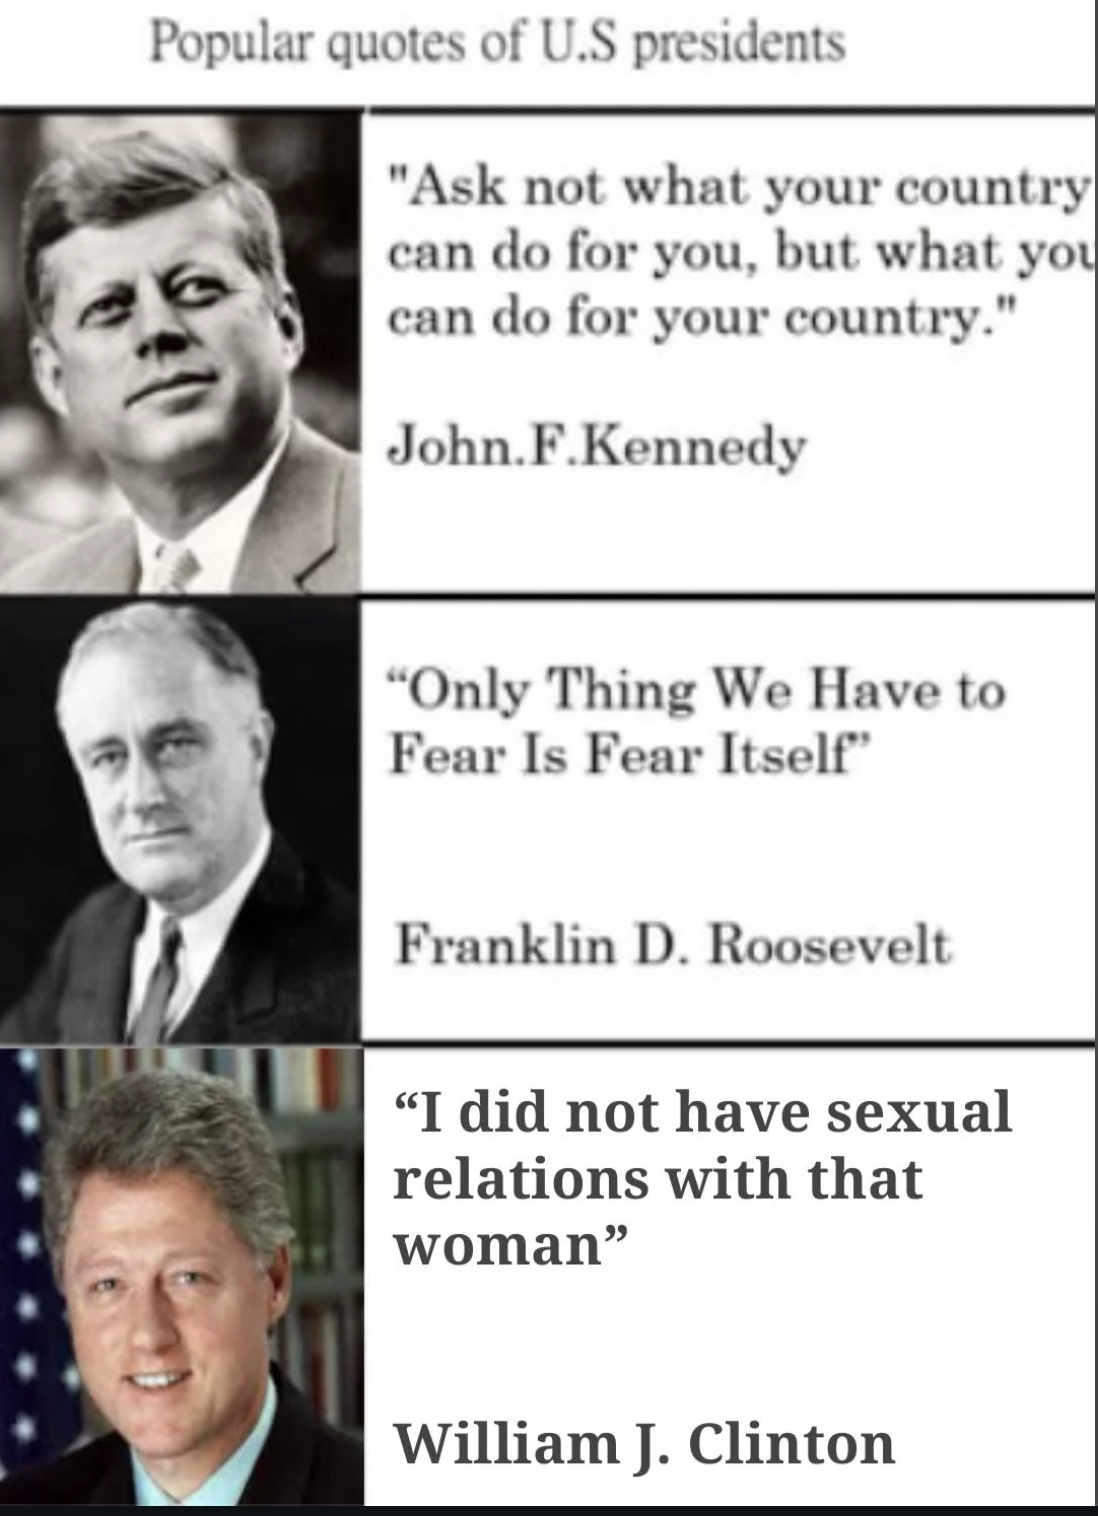 Popular quotes of U.S presidents
"Ask not what your country
can do for you, but what you
can do for your country."
John.F.Kennedy
“Only Thing We Have to
Fear Is Fear Itself”
Franklin D. Roosevelt
“I did not have sexual
relations with that
woman”
William J. Clinton